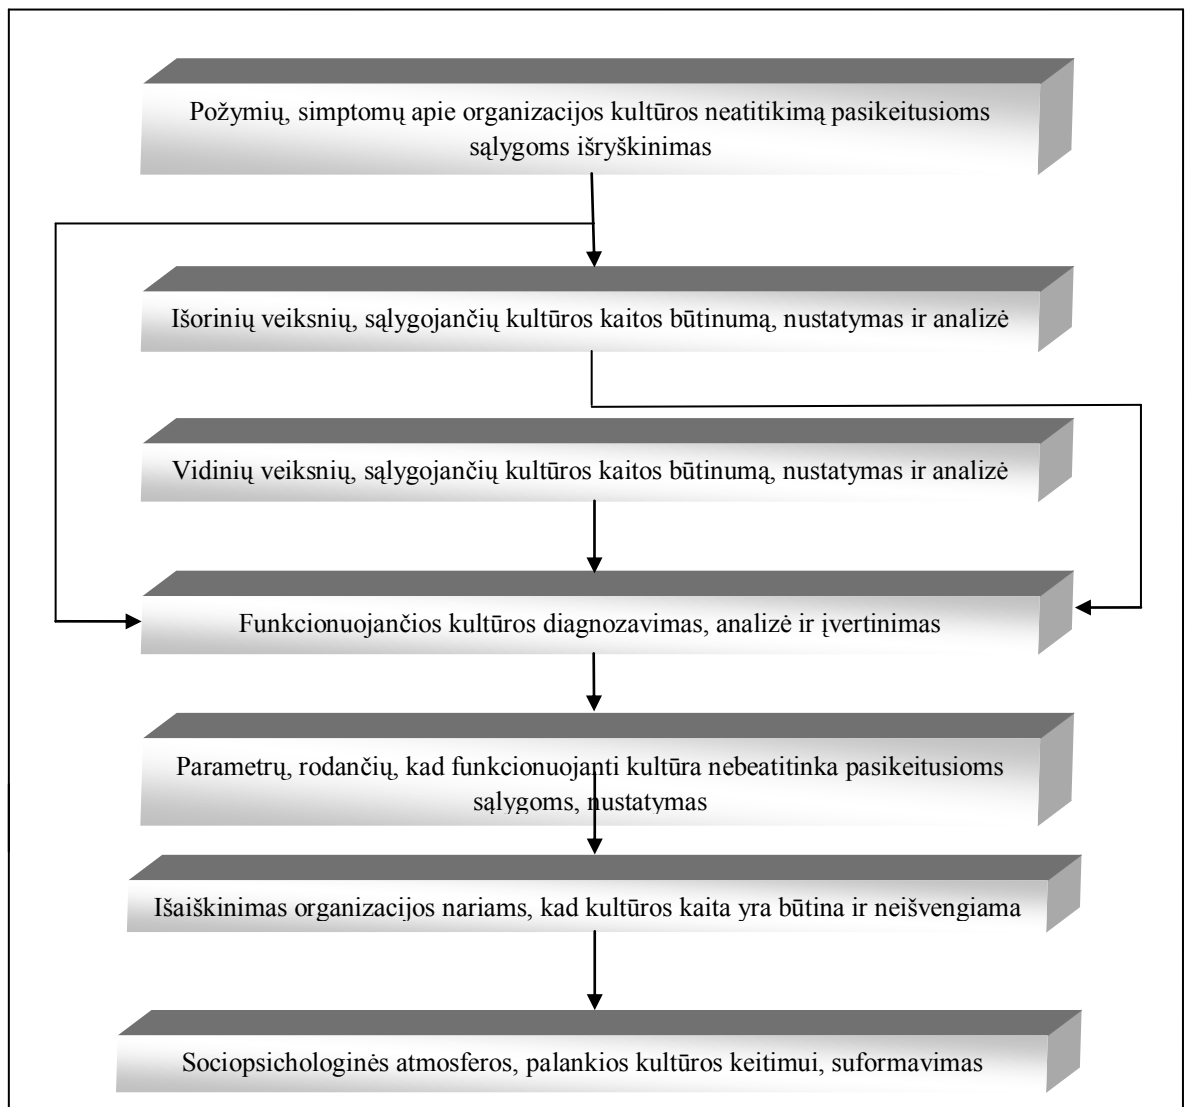 Požymių, simptomų apie organizacijos kultūros neatitikimą pasikeitusioms
sąlygoms išryškinimas
Išorinių veiksnių, sąlygojančių kultūros kaitos būtinumą, nustatymas ir analizė
Vidinių veiksnių, sąlygojančių kultūros kaitos būtinumą, nustatymas ir analizė
Funkcionuojančios kultūros diagnozavimas, analizė ir įvertinimas
Parametrų, rodančių, kad funkcionuojanti kultūra nebeatitinka pasikeitusioms
sąlygoms, nustatymas
Išaiškinimas organizacijos nariams, kad kultūros kaita yra būtina ir neišvengiama
Sociopsichologinės atmosferos, palankios kultūros keitimui, suformavimas